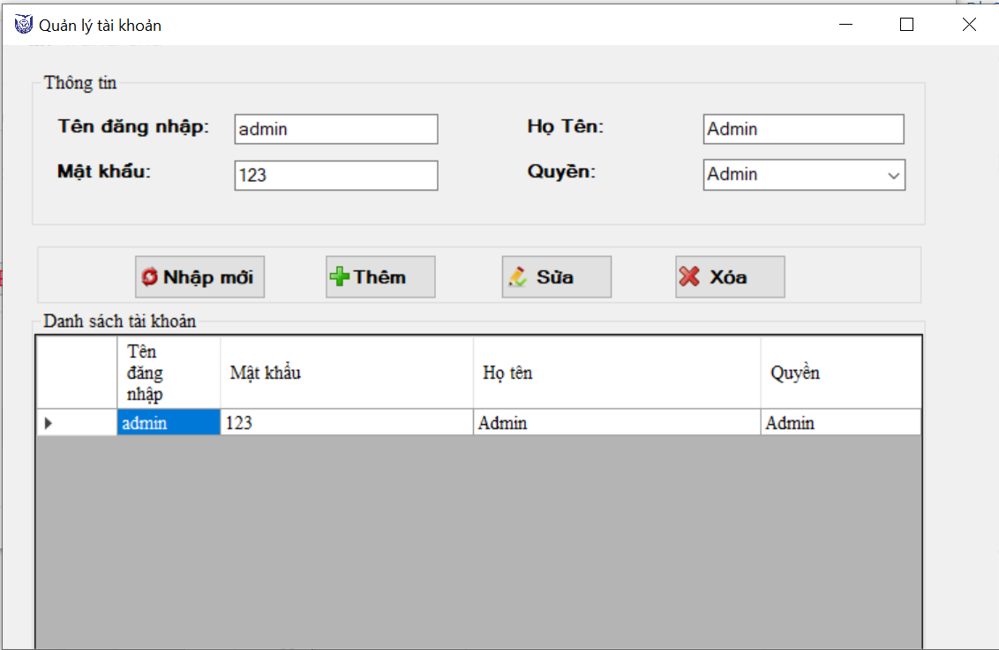 Quản lý tài khoản
Thông tin
Tên đăng nhập: admin Họ Tên: Admin
Mật khẩu: 123 Quyền: Admin
Nhập mới Thêm Sửa Xóa
Danh sách tài khoản
Tên
đăng
nhập
Mật khẩu Họ tên Quyền
admin 123 Admin Admin